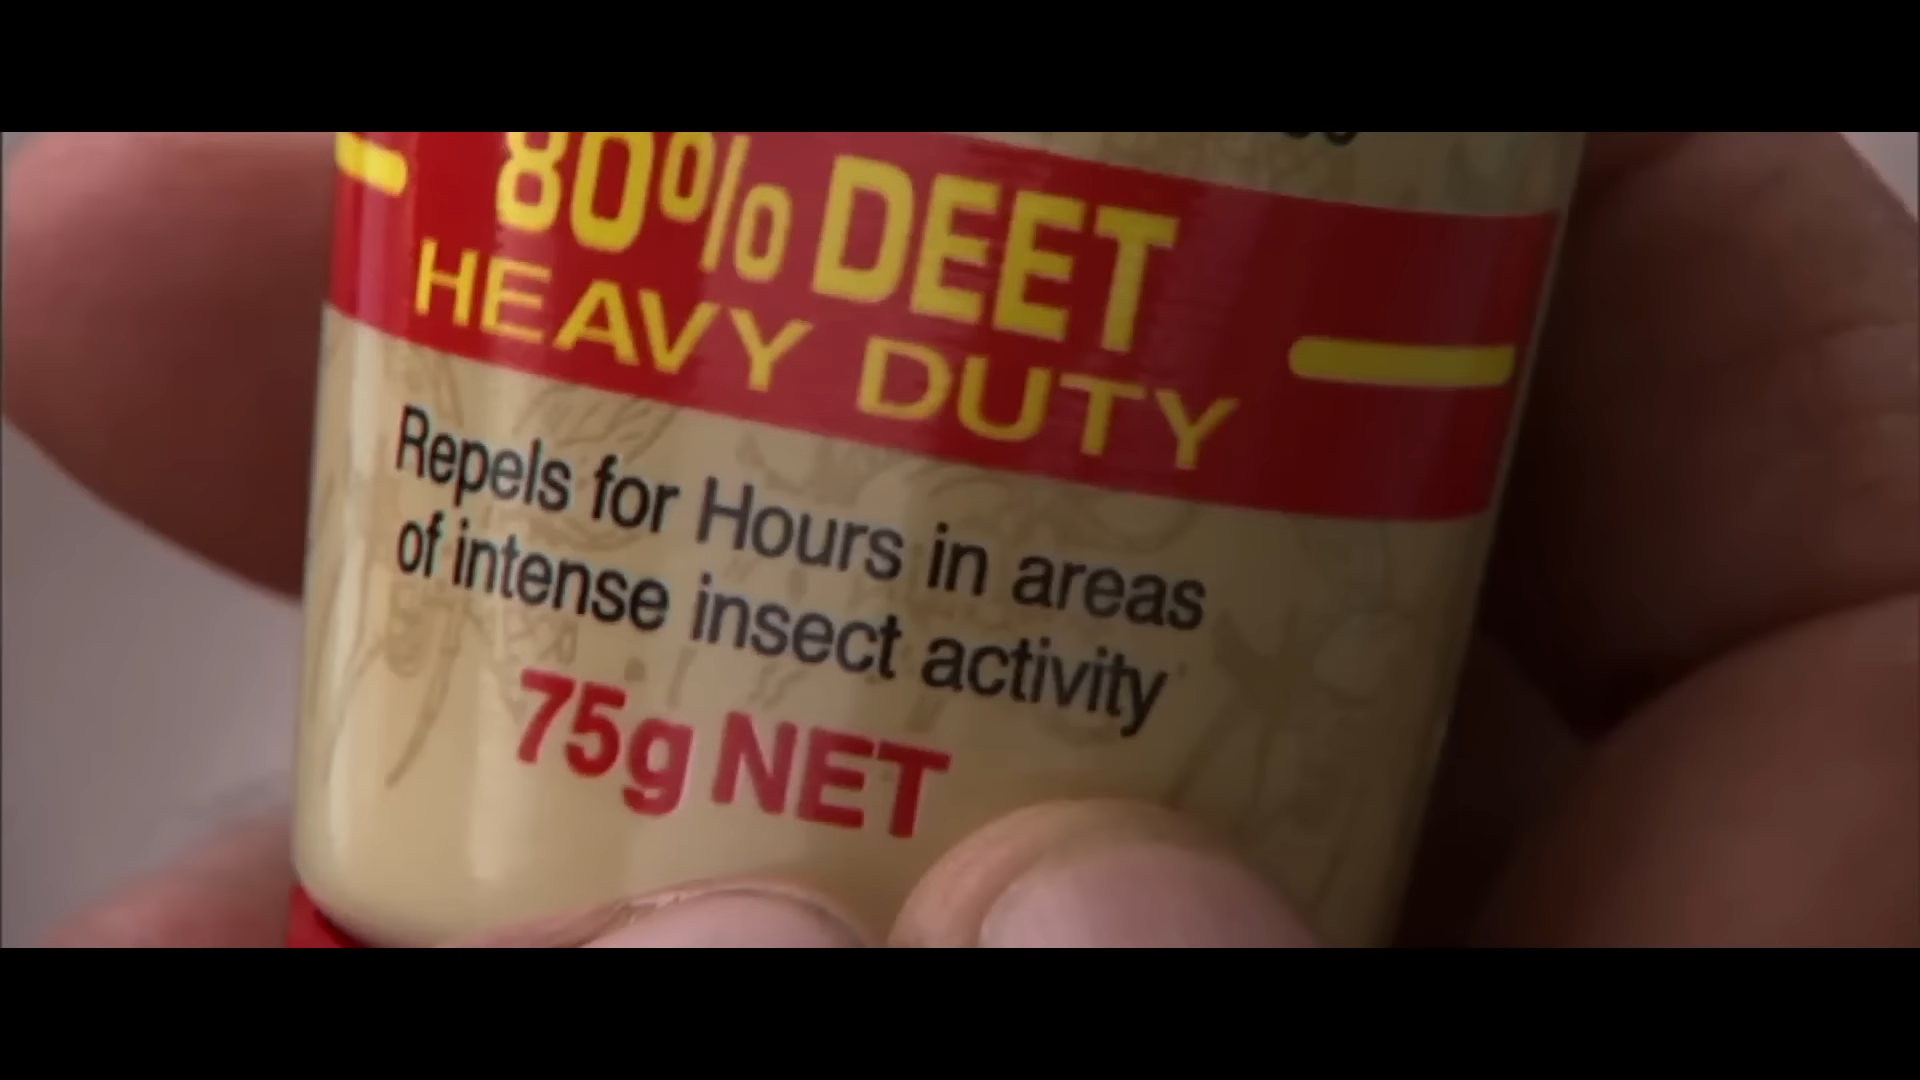 80% DEET
HEAVY DUTY
Repels for Hours in areas
of intense insect activity
75g NET